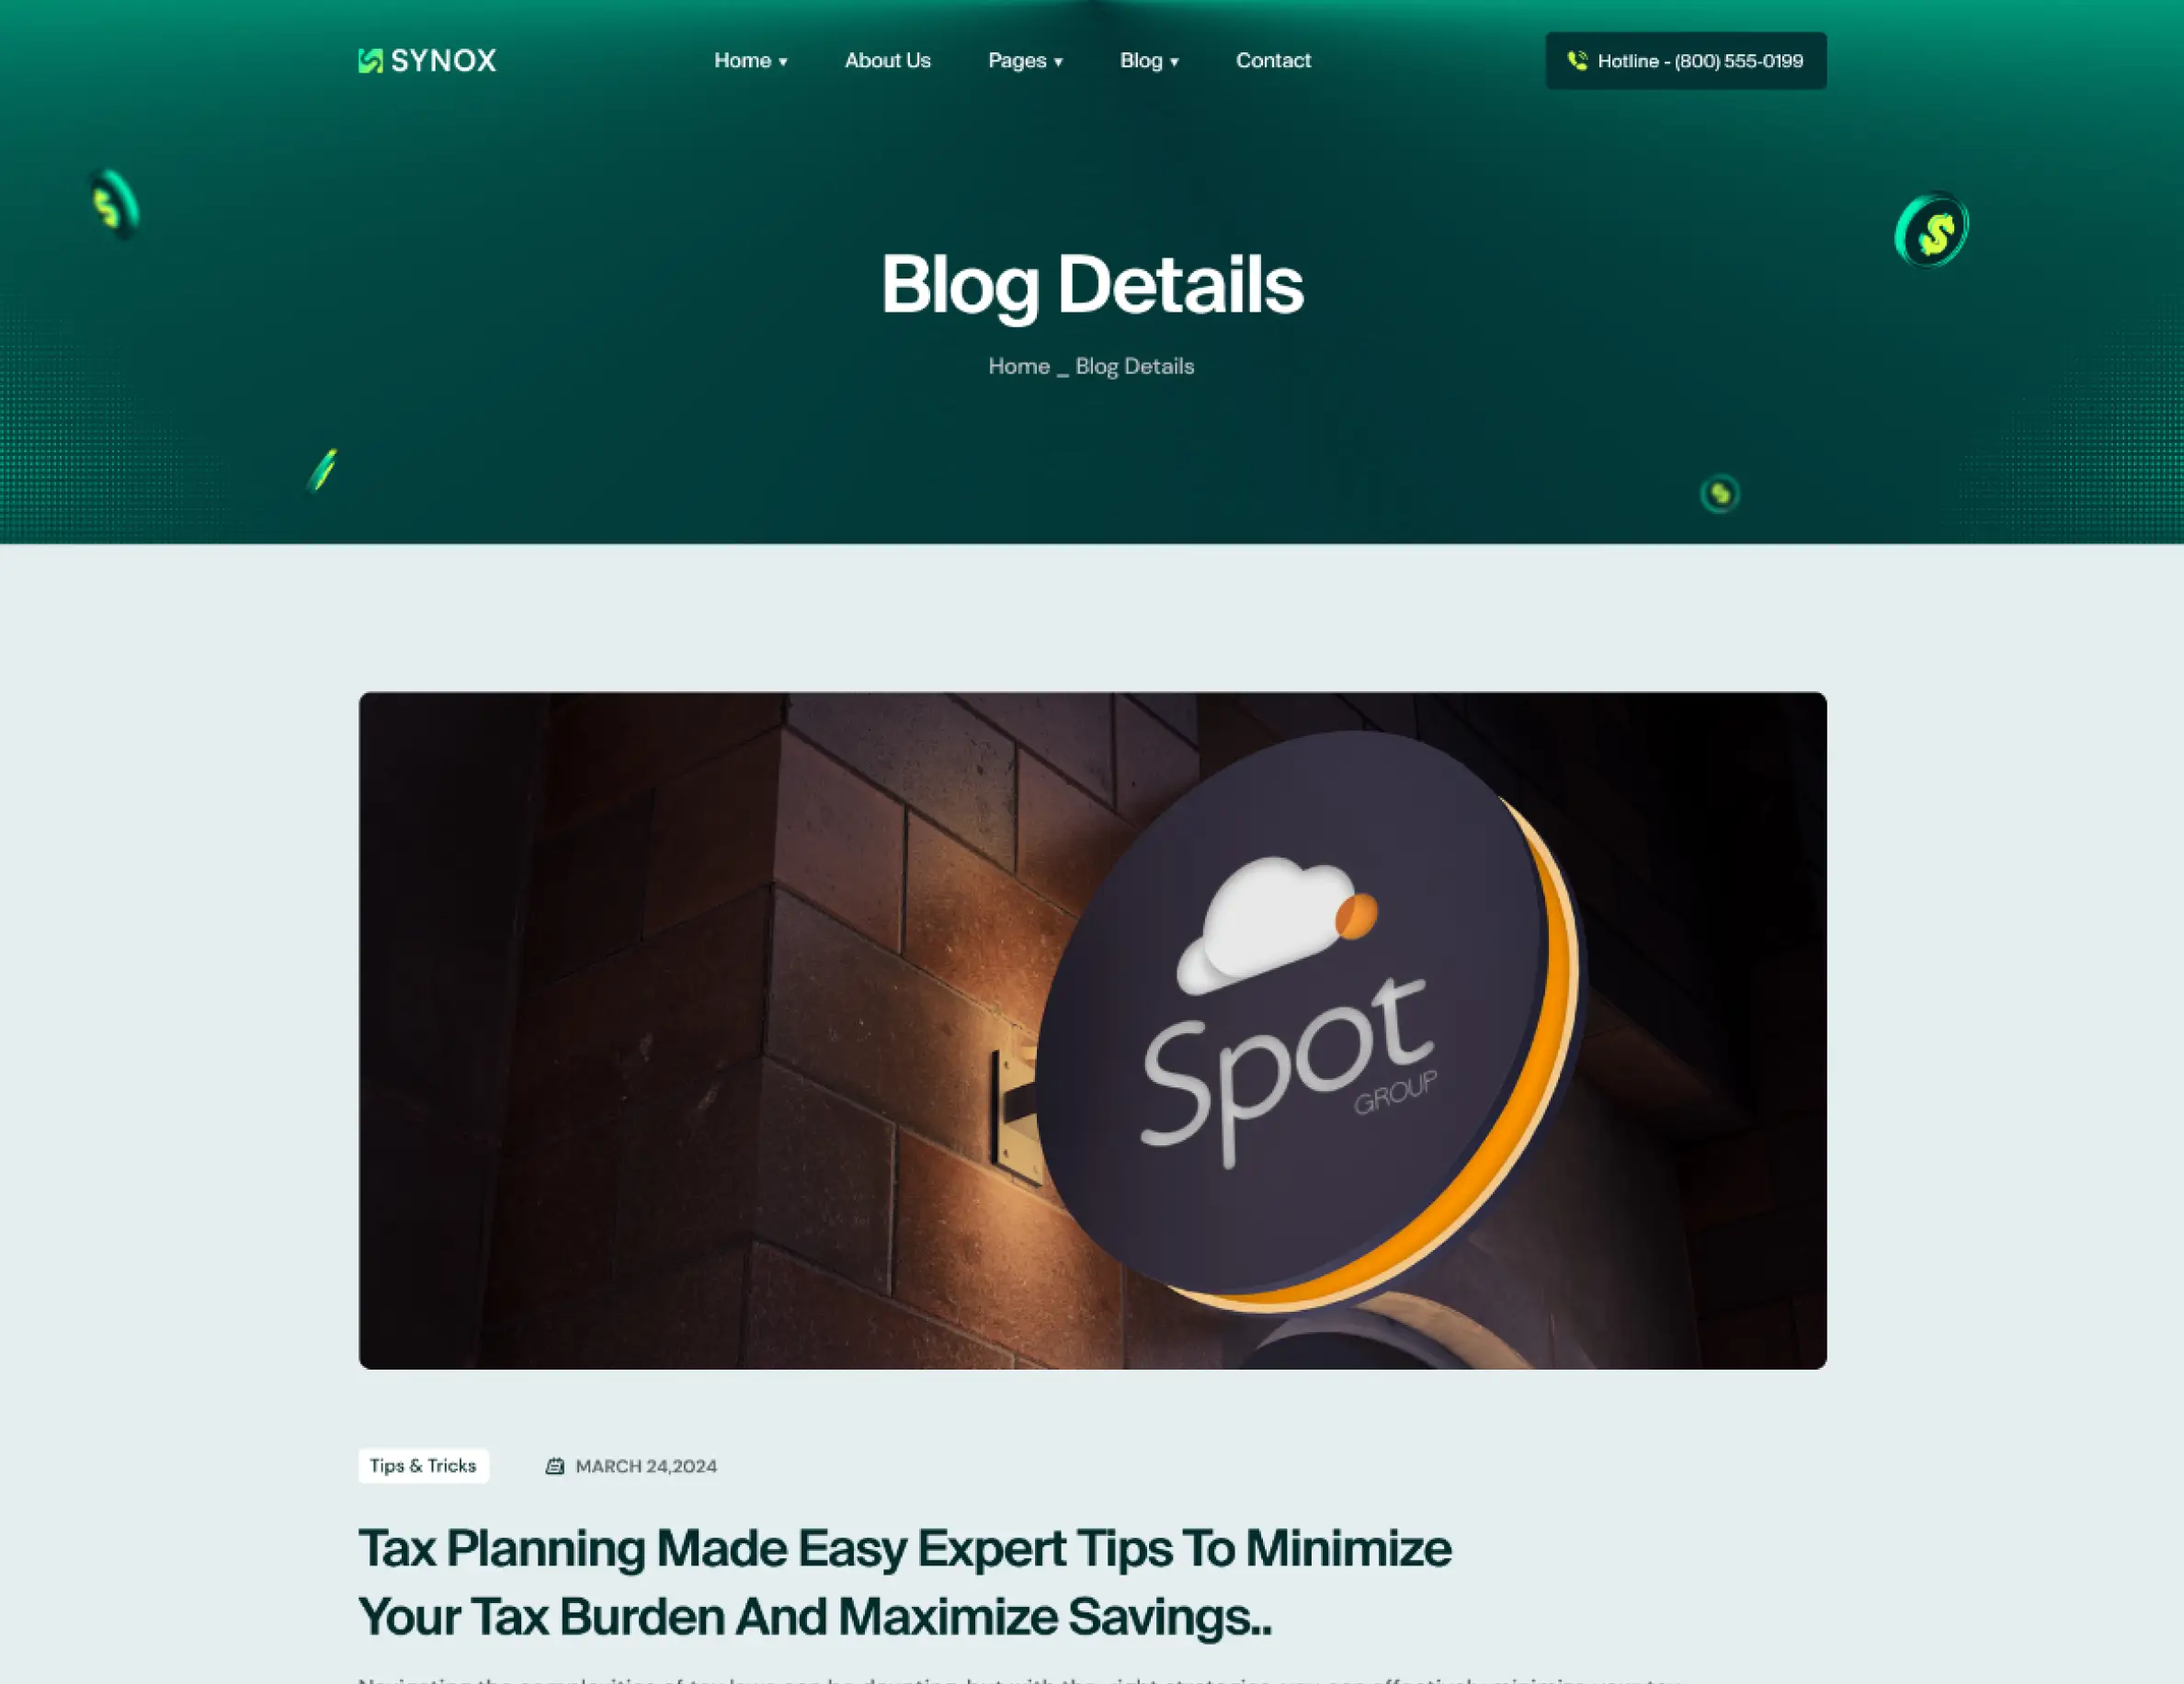 SYNOX
Home ▾ About Us Pages ▾ Blog ▾ Contact
Hotline - (800) 555-0199
Blog Details
Home _ Blog Details
Spot
GROUP
Tips & Tricks
MARCH 24,2024
Tax Planning Made Easy Expert Tips To Minimize
Your Tax Burden And Maximize Savings..